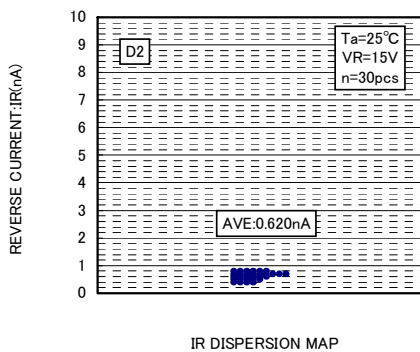 REVERSE CURRENT:IR(nA)
10
9
8
7
6
5
4
3
2
1
0
D2
Ta=25℃
VR=15V
n=30pcs
AVE:0.620nA
IR DISPERSION MAP